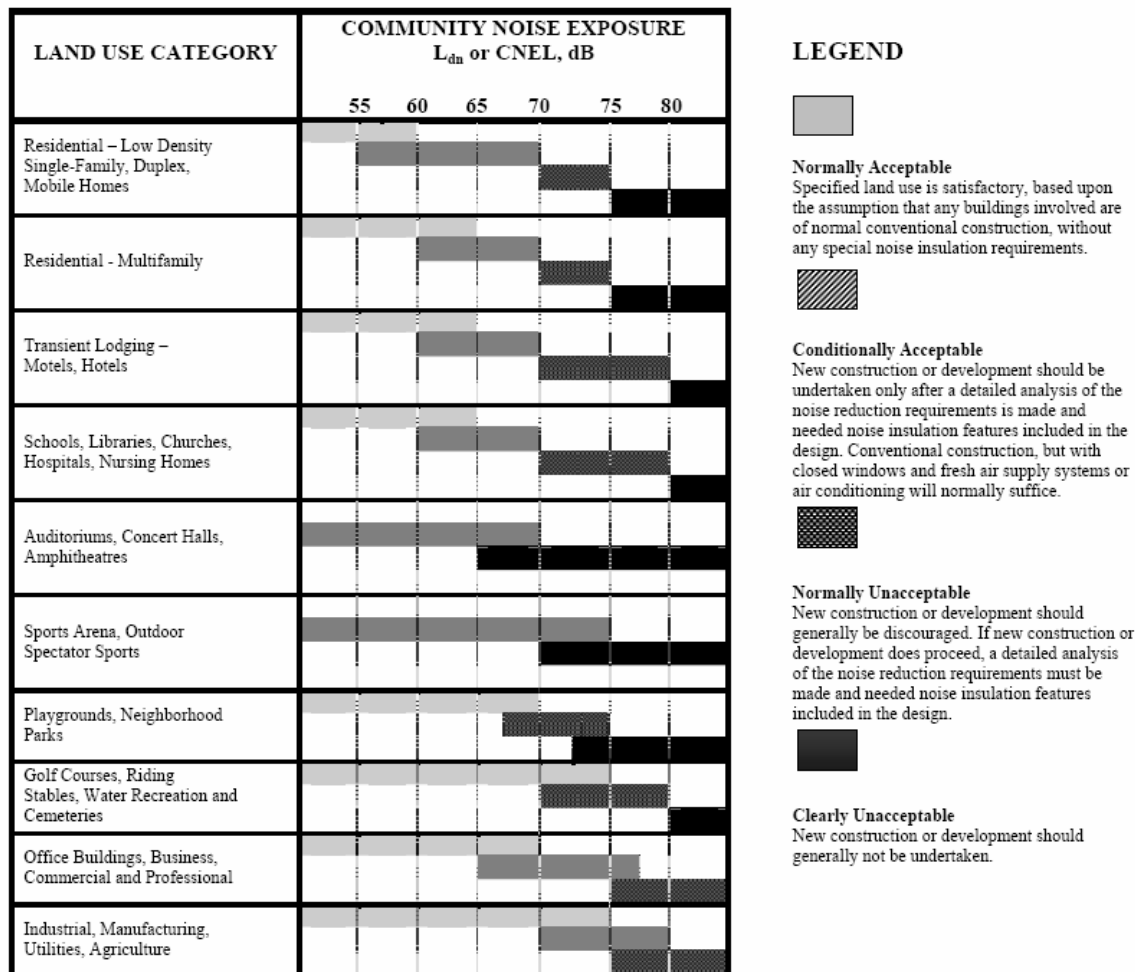 LAND USE CATEGORY
COMMUNITY NOISE EXPOSURE
Ldn or CNEL, dB
55 60 65 70 75 80
Residential – Low Density
Single-Family, Duplex,
Mobile Homes
Residential - Multifamily
Transient Lodging –
Motels, Hotels
Schools, Libraries, Churches,
Hospitals, Nursing Homes
Auditoriums, Concert Halls,
Amphitheatres
Sports Arena, Outdoor
Spectator Sports
Playgrounds, Neighborhood
Parks
Golf Courses, Riding
Stables, Water Recreation and
Cemeteries
Office Buildings, Business,
Commercial and Professional
Industrial, Manufacturing,
Utilities, Agriculture
LEGEND
Normally Acceptable
Specified land use is satisfactory, based upon
the assumption that any buildings involved are
of normal conventional construction, without
any special noise insulation requirements.
Conditionally Acceptable
New construction or development should be
undertaken only after a detailed analysis of the
noise reduction requirements is made and
needed noise insulation features included in the
design. Conventional construction, but with
closed windows and fresh air supply systems or
air conditioning will normally suffice.
Normally Unacceptable
New construction or development should
generally be discouraged. If new construction or
development does proceed, a detailed analysis
of the noise reduction requirements must be
made and needed noise insulation features
included in the design.
Clearly Unacceptable
New construction or development should
generally not be undertaken.